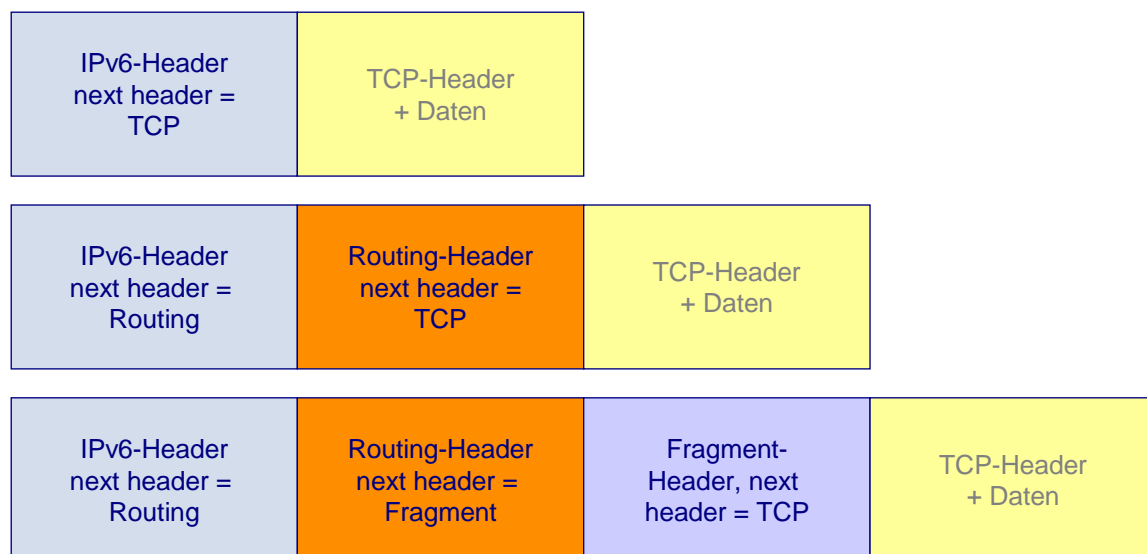 IPv6-Header
next header =
TCP
TCP-Header
+ Daten
IPv6-Header
next header =
Routing
Routing-Header
next header =
TCP
TCP-Header
+ Daten
IPv6-Header
next header =
Routing
Routing-Header
next header =
Fragment
Fragment-
Header, next
header = TCP
TCP-Header
+ Daten